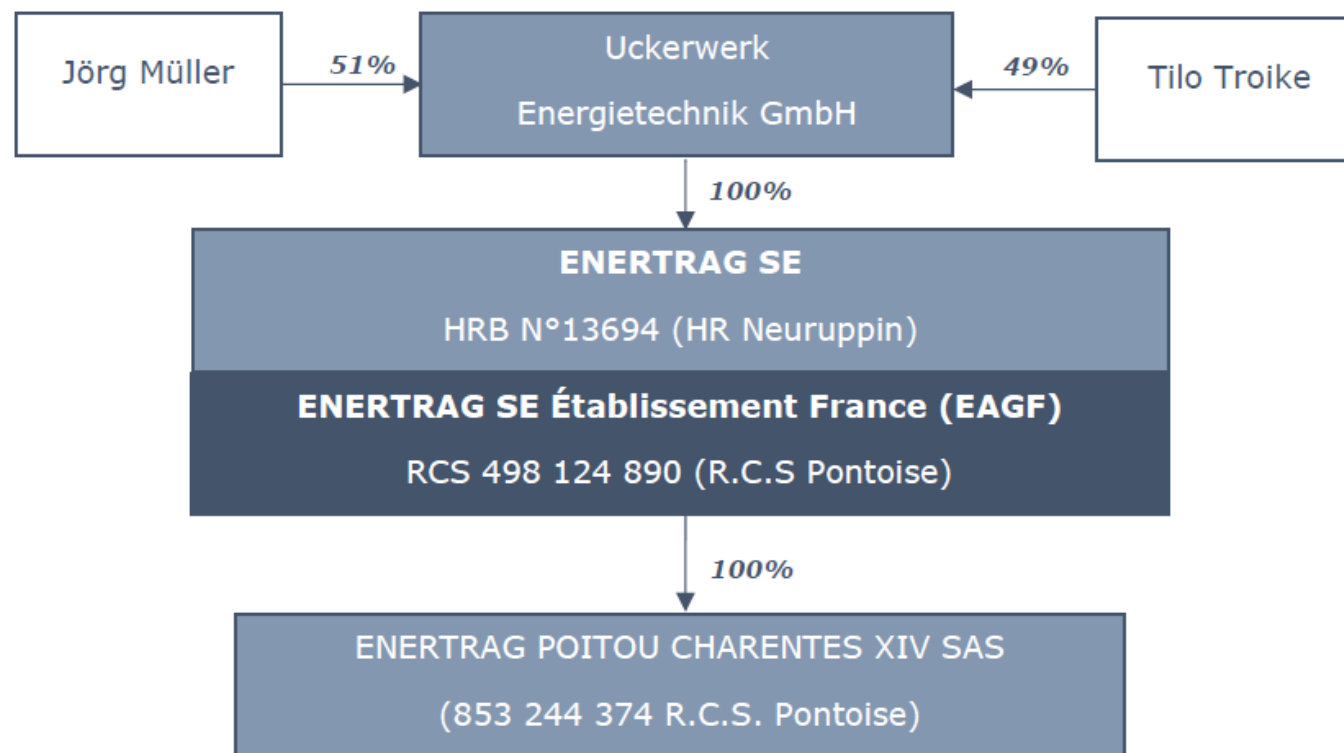 Jörg Müller
51%
Uckerwerk
Energietechnik GmbH
49%
Tilo Troike
100%
ENERTRAG SE
HRB N°13694 (HR Neuruppin)
ENERTRAG SE Établissement France (EAGF)
RCS 498 124 890 (R.C.S Pontoise)
100%
ENERTRAG POITOU CHARENTES XIV SAS
(853 244 374 R.C.S. Pontoise)